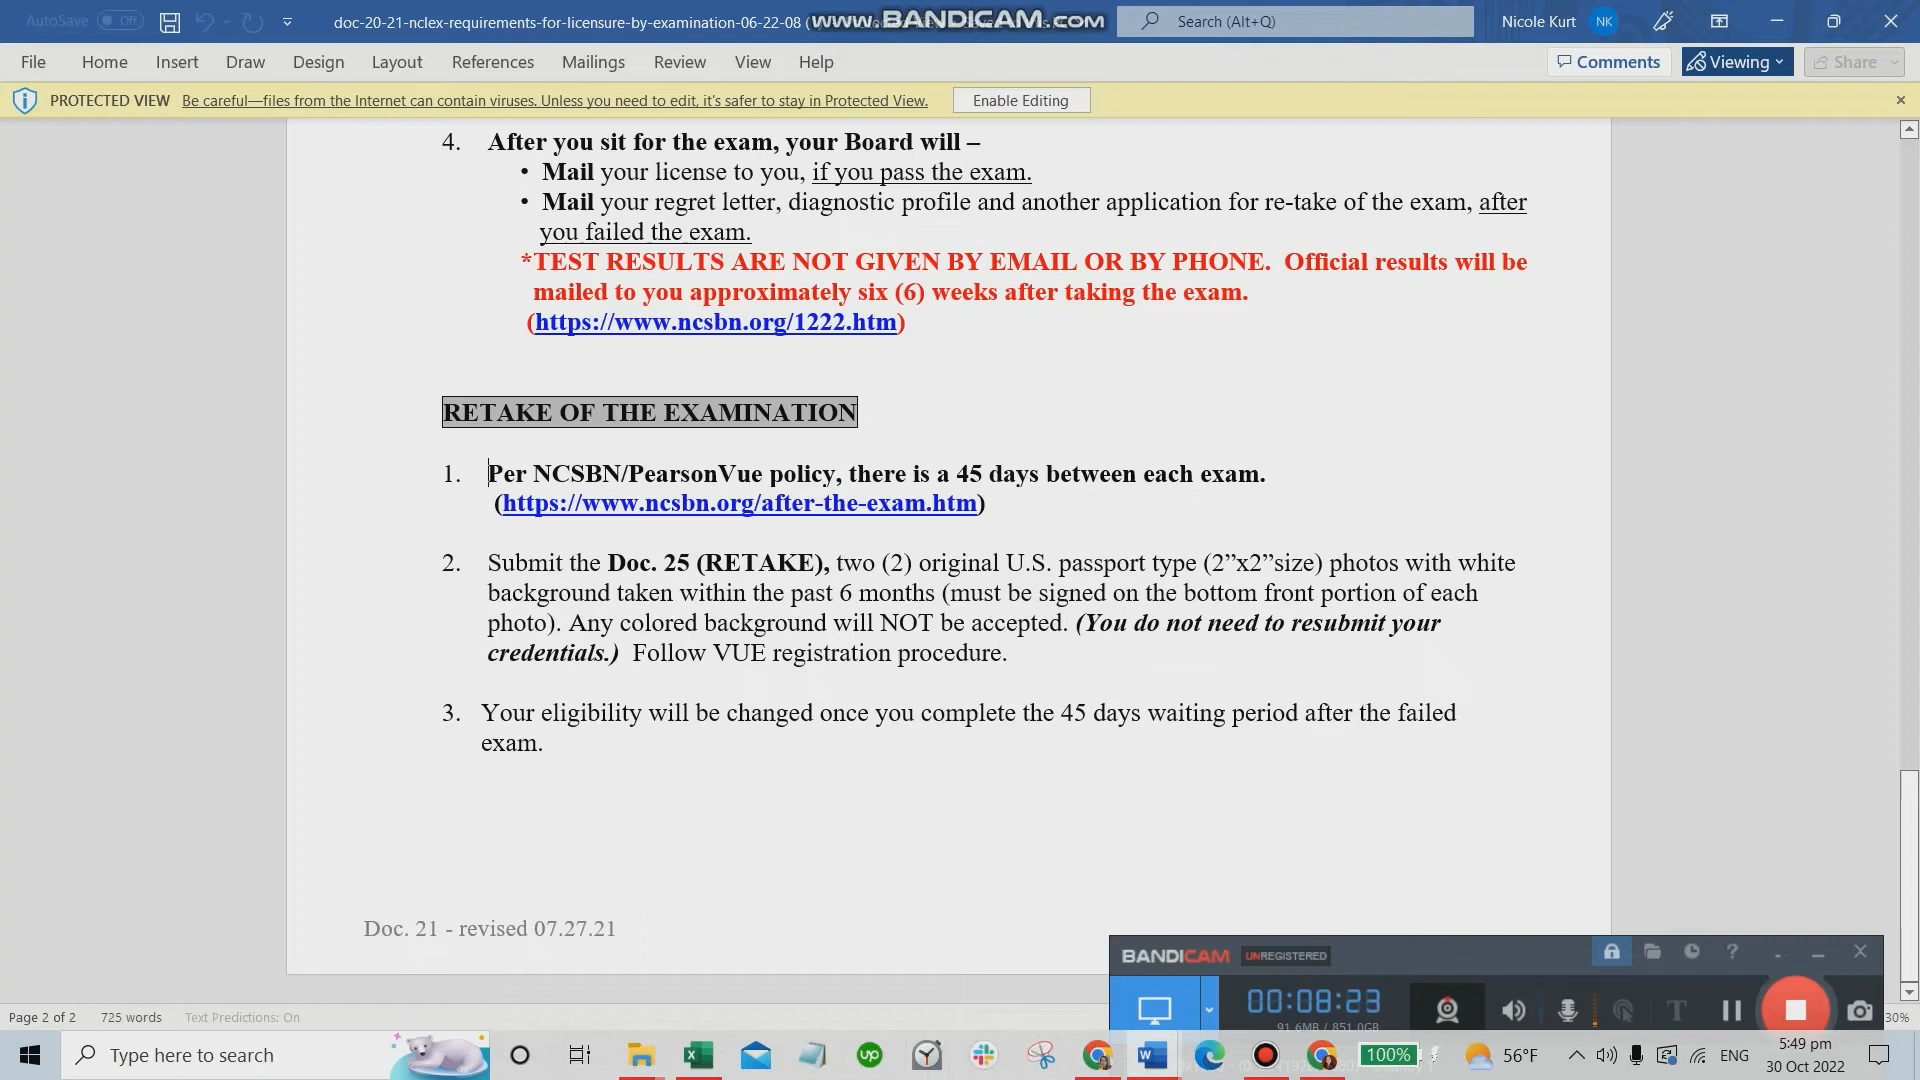 AutoSave Off
doc-20-21-nclex-requirements-for-licensure-by-examination-06-22-08 (
www.BANDICAM.com
Search (Alt+Q)
Nicole Kurt NK
File Home Insert Draw Design Layout References Mailings Review View Help
Comments Viewing Share
PROTECTED VIEW Be careful—files from the Internet can contain viruses. Unless you need to edit, it's safer to stay in Protected View. Enable Editing
4. After you sit for the exam, your Board will –
• Mail your license to you, if you pass the exam.
• Mail your regret letter, diagnostic profile and another application for re-take of the exam, after
you failed the exam.
*TEST RESULTS ARE NOT GIVEN BY EMAIL OR BY PHONE. Official results will be
mailed to you approximately six (6) weeks after taking the exam.
(https://www.ncsbn.org/1222.htm)
RETAKE OF THE EXAMINATION
1. Per NCSBN/PearsonVue policy, there is a 45 days between each exam.
(https://www.ncsbn.org/after-the-exam.htm)
2. Submit the Doc. 25 (RETAKE), two (2) original U.S. passport type (2”x2”size) photos with white
background taken within the past 6 months (must be signed on the bottom front portion of each
photo). Any colored background will NOT be accepted. (You do not need to resubmit your
credentials.) Follow VUE registration procedure.
3. Your eligibility will be changed once you complete the 45 days waiting period after the failed
exam.
Doc. 21 - revised 07.27.21
BANDICAM UNREGISTERED
00:08:23
91.6MB / 851.0GB
Page 2 of 2 725 words Text Predictions: On
30%
Type here to search
up
100%
56°F
ENG
5:49 pm
30 Oct 2022